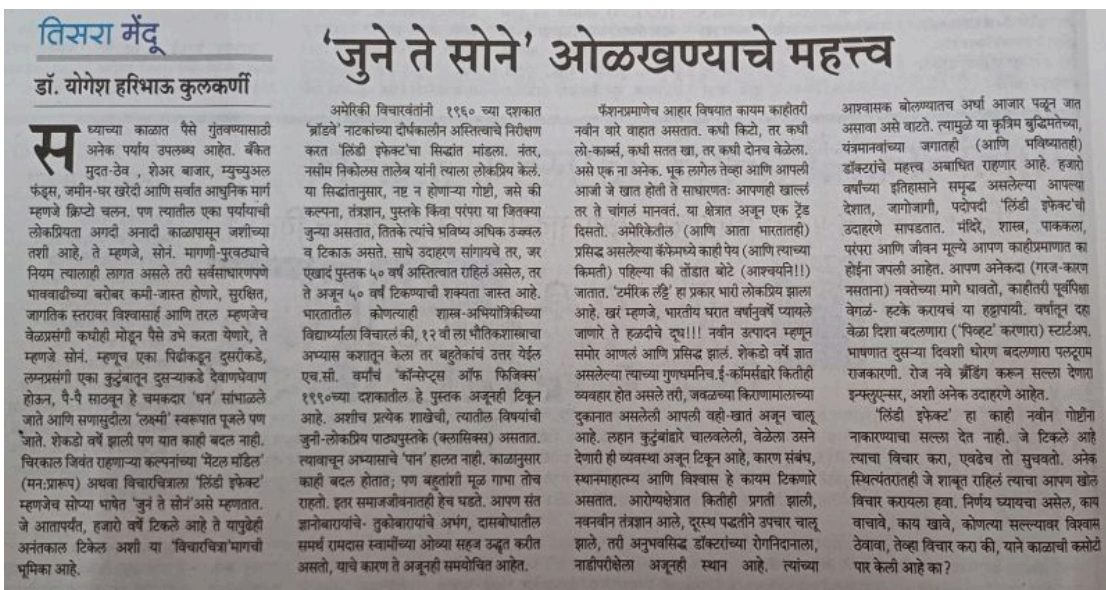 तिसरा मेंदू
डॉ. योगेश हरिभाऊ कुलकर्णी
'जुने ते सोने' ओळखण्याचे महत्त्व
सध्याच्या काळात पैसे गुंतवण्यासाठी
अनेक पर्याय उपलब्ध आहेत. बँकेत
मुदत-ठेव , शेअर बाजार, म्युच्युअल
फंड्स, जमीन-घर खरेदी आणि सर्वात आधुनिक मार्ग
म्हणजे क्रिप्टो चलन. पण त्यातील एका पर्यायाची
लोकप्रियता अगदी अनादी काळापासून जशीच्या
तशी आहे, ते म्हणजे, सोनं. मागणी-पुरवठ्याचे
नियम त्यालाही लागत असले तरी सर्वसाधारणपणे
भाववाढीच्या बरोबर कमी-जास्त होणारे, सुरक्षित,
जागतिक स्तरावर विश्वासार्ह आणि तरल म्हणजेच
वेळप्रसंगी कधीही मोडून पैसे उभे करता येणारे, ते
म्हणजे सोनं. म्हणूच एका पिढीकडून दुसरीकडे,
लग्नप्रसंगी एका कुटुंबातून दुसऱ्याकडे देवाणघेवाण
होऊन, पै-पै साठवून हे चमकदार 'धन' सांभाळले
जाते आणि सणासुदीला 'लक्ष्मी' स्वरूपात पूजले पण
जाते. शेकडो वर्षे झाली पण यात काही बदल नाही.
चिरकाल जिवंत राहणाऱ्या कल्पनांच्या 'मेंटल मॉडेल'
(मन:प्रारूप) अथवा विचारचित्राला 'लिंडी इफेक्ट'
म्हणजेच सोप्या भाषेत 'जुनं ते सोनं'असे म्हणतात.
जे आतापर्यंत, हजारो वर्षे टिकले आहे ते यापुढेही
अनंतकाल टिकेल अशी या 'विचारचित्रा'मागची
भूमिका आहे.
अमेरिकी विचारवंतांनी १९६० च्या दशकात
'ब्रॉडवे' नाटकांच्या दीर्घकालीन अस्तित्वाचे निरीक्षण
करत 'लिंडी इफेक्ट'चा सिद्धांत मांडला. नंतर,
नसीम निकोलस तालेब यांनी त्याला लोकप्रिय केलं.
या सिद्धांतानुसार, नष्ट न होणाऱ्या गोष्टी, जसे की
कल्पना, तंत्रज्ञान, पुस्तके किंवा परंपरा या जितक्या
जुन्या असतात, तितके त्यांचे भविष्य अधिक उज्वल
व टिकाऊ असते. साधे उदाहरण सांगायचे तर, जर
एखादं पुस्तक ५० वर्षं अस्तित्वात राहिलं असेल, तर
ते अजून ५० वर्षं टिकण्याची शक्यता जास्त आहे.
भारतातील कोणत्याही शास्त्र-अभियांत्रिकीच्या
विद्यार्थ्याला विचारलं की, १२ वी ला भौतिकशास्त्राचा
अभ्यास कशातून केला तर बहुतेकांचं उत्तर येईल
एच.सी. वर्मांचं 'कॉन्सेप्ट्स ऑफ फिजिक्स'
१९९०च्या दशकातील हे पुस्तक अजूनही टिकून
आहे. अशीच प्रत्येक शाखेची, त्यातील विषयांची
जुनी-लोकप्रिय पाठ्यपुस्तके (क्लासिक्स) असतात.
त्यावाचून अभ्यासाचे 'पान' हालत नाही. काळानुसार
काही बदल होतात; पण बहुतांशी मूळ गाभा तोच
राहतो. इतर समाजजीवनातही हेच घडते. आपण संत
ज्ञानोबारायांचे- तुकोबारायांचे अभंग, दासबोधातील
समर्थ रामदास स्वामींच्या ओव्या सहज उद्धृत करीत
असतो, याचे कारण ते अजूनही समयोचित आहेत.
फॅशनप्रमाणेच आहार विषयात कायम काहीतरी
नवीन वारे वाहात असतात. कधी किटो, तर कधी
लो-कार्ब्स, कधी सतत खा, तर कधी दोनच वेळेला.
असे एक ना अनेक. भूक लागेल तेव्हा आणि आपली
आजी जे खात होती ते साधारणतः आपणही खाल्लं
तर ते चांगलं मानवतं. या क्षेत्रात अजून एक ट्रेंड
दिसतो. अमेरिकेतील (आणि आता भारतातही)
प्रसिद्ध असलेल्या कॅफेमध्ये काही पेय (आणि त्याच्या
किमती) पहिल्या की तोंडात बोटे (आश्चयनि!!)
जातात. 'टर्मरिक लॅट्टे' हा प्रकार भारी लोकप्रिय झाला
आहे. खरं म्हणजे, भारतीय घरात वर्षानुवर्षे प्यायले
जाणारे ते हळदीचे दूध!!! नवीन उत्पादन म्हणून
समोर आणलं आणि प्रसिद्ध झालं. शेकडो वर्षे ज्ञात
असलेल्या त्याच्या गुणधर्मांनिच.ई-कॉमर्सद्वारे कितीही
व्यवहार होत असले तरी, जवळच्या किराणामालाच्या
दुकानात असलेली आपली वही-खातं अजून चालू
आहे. लहान कुटुंबांद्वारे चालवलेली, वेळेला उसने
देणारी ही व्यवस्था अजून टिकून आहे, कारण संबंध,
स्थानमाहात्म्य आणि विश्वास हे कायम टिकणारे
असतात. आरोग्यक्षेत्रात कितीही प्रगती झाली,
नवनवीन तंत्रज्ञान आले, दूरस्थ पद्धतीने उपचार चालू
झाले, तरी अनुभवसिद्ध डॉक्टरांच्या रोगनिदानाला,
नाडीपरीक्षेला अजूनही स्थान आहे. त्यांच्या
आश्वासक बोलण्यातच अर्धा आजार पळून जात
असावा असे वाटते. त्यामुळे या कृत्रिम बुद्धिमतेच्या,
यंत्रमानवांच्या जगातही (आणि भविष्यातही)
डॉक्टरांचे महत्त्व अबाधित राहणार आहे. हजारो
वर्षाच्या इतिहासाने समृद्ध असलेल्या आपल्या
देशात, जागोजागी, पदोपदी 'लिंडी इफेक्ट'ची
उदाहरणे सापडतात. मंदिरे, शास्त्र, पाककला,
परंपरा आणि जीवन मूल्ये आपण काहीप्रमाणात का
होईना जपली आहेत. आपण अनेकदा (गरज-कारण
नसताना) नवतेच्या मागे धावतो, काहीतरी पूर्वीपेक्षा
वेगळं- हटके करायचं या हट्टापायी. वर्षातून दहा
वेळा दिशा बदलणारा ('पिव्हट' करणारा) स्टार्टअप.
भाषणात दुसऱ्या दिवशी धोरण बदलणारा पलटूराम
राजकारणी. रोज नवे ब्रँडिंग करून सल्ला देणारा
इन्फ्लुएन्सर, अशी अनेक उदाहरणे आहेत.
'लिंडी इफेक्ट' हा काही नवीन गोष्टींना
नाकारण्याचा सल्ला देत नाही. जे टिकले आहे
त्याचा विचार करा, एवढेच तो सुचवतो. अनेक
स्थित्यंतरातही जे शाबूत राहिलं त्याचा आपण खोल
विचार करायला हवा. निर्णय घ्यायचा असेल, काय
वाचावे, काय खावे, कोणत्या सल्ल्यावर विश्वास
ठेवावा, तेव्हा विचार करा की, याने काळाची कसोटी
पार केली आहे का?